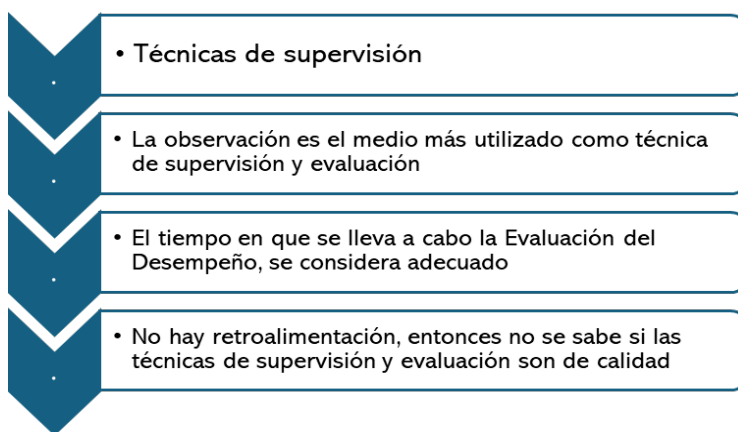 • Técnicas de supervisión
• La observación es el medio más utilizado como técnica
de supervisión y evaluación
• El tiempo en que se lleva a cabo la Evaluación del
Desempeño, se considera adecuado
• No hay retroalimentación, entonces no se sabe si las
técnicas de supervisión y evaluación son de calidad